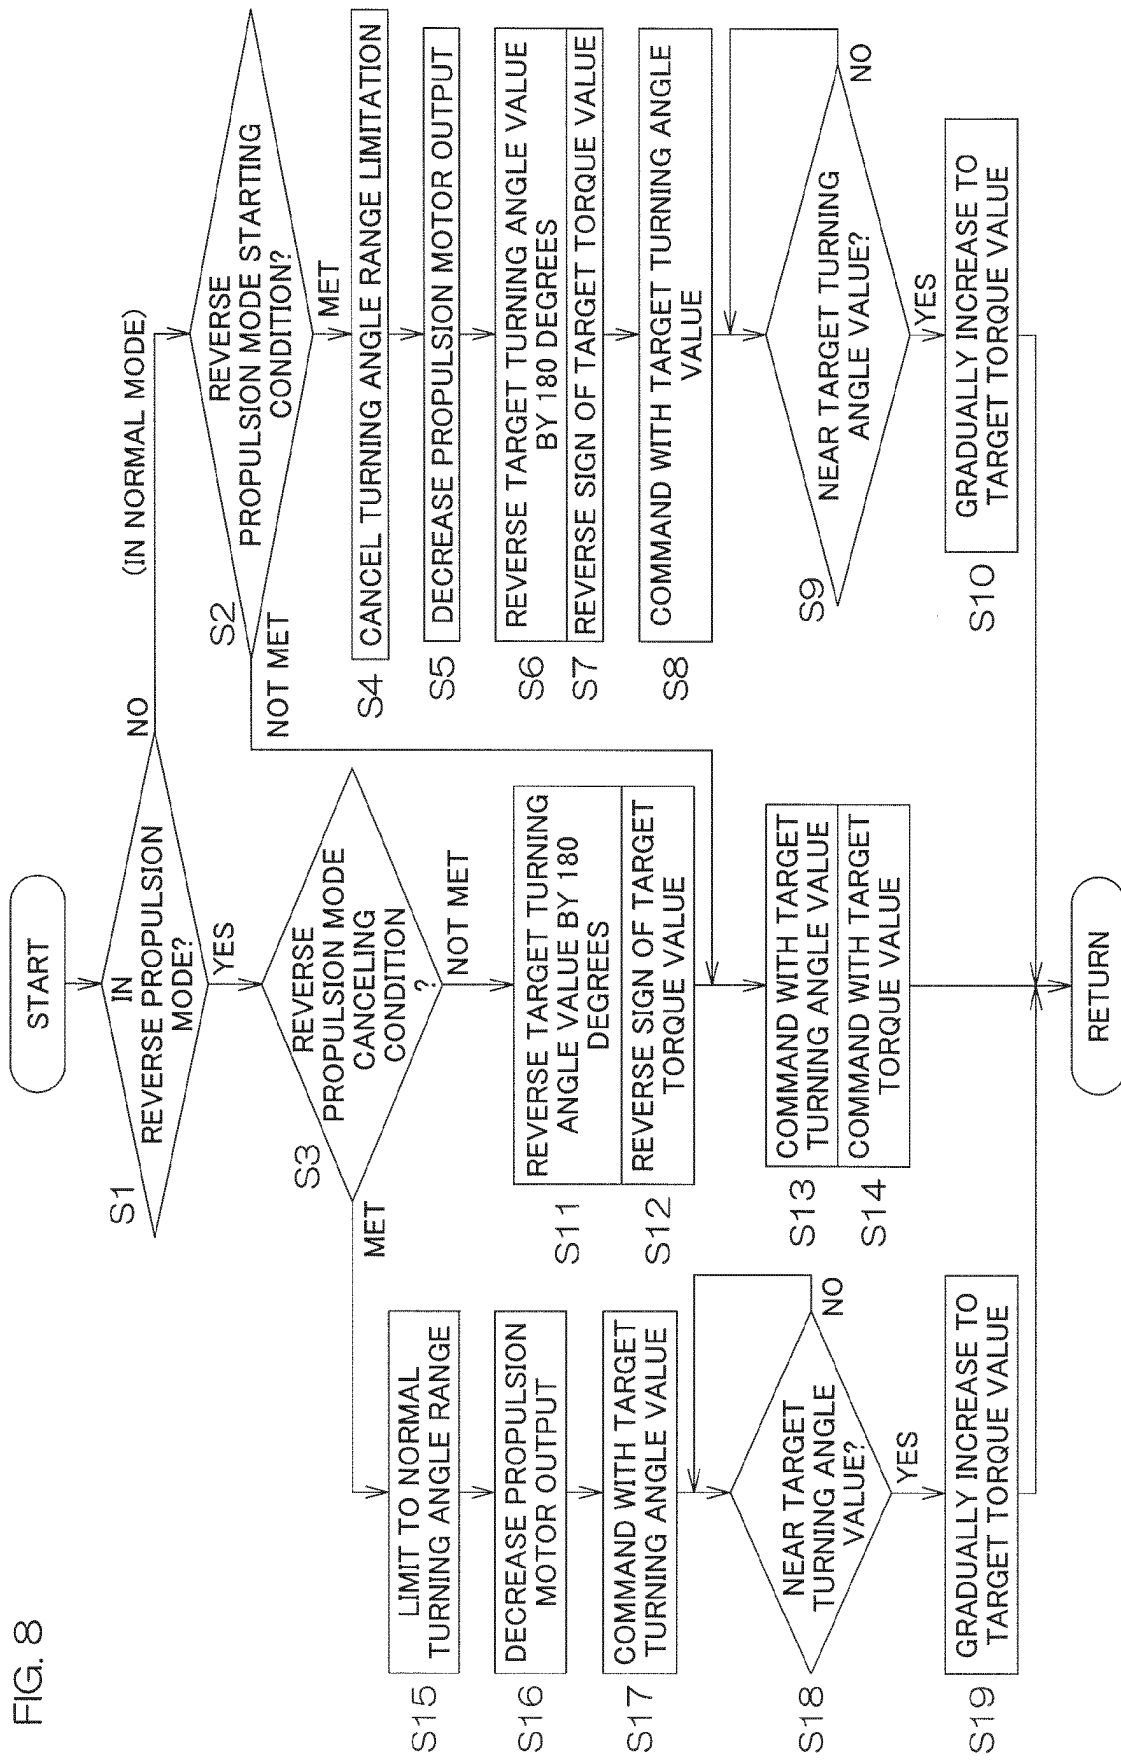 FIG. 8
START
S1
IN
REVERSE PROPULSION
MODE?
NO
(IN NORMAL MODE)
YES
S2
REVERSE
PROPULSION MODE STARTING
CONDITION?
NOT MET
MET
S3
REVERSE
PROPULSION MODE
CANCELING
CONDITION
?
MET
NOT MET
S4
CANCEL TURNING ANGLE RANGE LIMITATION
S5
DECREASE PROPULSION MOTOR OUTPUT
S6
REVERSE TARGET TURNING ANGLE VALUE
BY 180 DEGREES
S7
REVERSE SIGN OF TARGET TORQUE VALUE
S8
COMMAND WITH TARGET TURNING ANGLE
VALUE
S9
NEAR TARGET TURNING
ANGLE VALUE?
NO
YES
S10
GRADUALLY INCREASE TO
TARGET TORQUE VALUE
S11
REVERSE TARGET TURNING
ANGLE VALUE BY 180
DEGREES
S12
REVERSE SIGN OF TARGET
TORQUE VALUE
S13
COMMAND WITH TARGET
TURNING ANGLE VALUE
S14
COMMAND WITH TARGET
TORQUE VALUE
S15
LIMIT TO NORMAL
TURNING ANGLE RANGE
S16
DECREASE PROPULSION
MOTOR OUTPUT
S17
COMMAND WITH TARGET
TURNING ANGLE VALUE
S18
NEAR TARGET
TURNING ANGLE
VALUE?
NO
YES
S19
GRADUALLY INCREASE TO
TARGET TORQUE VALUE
RETURN